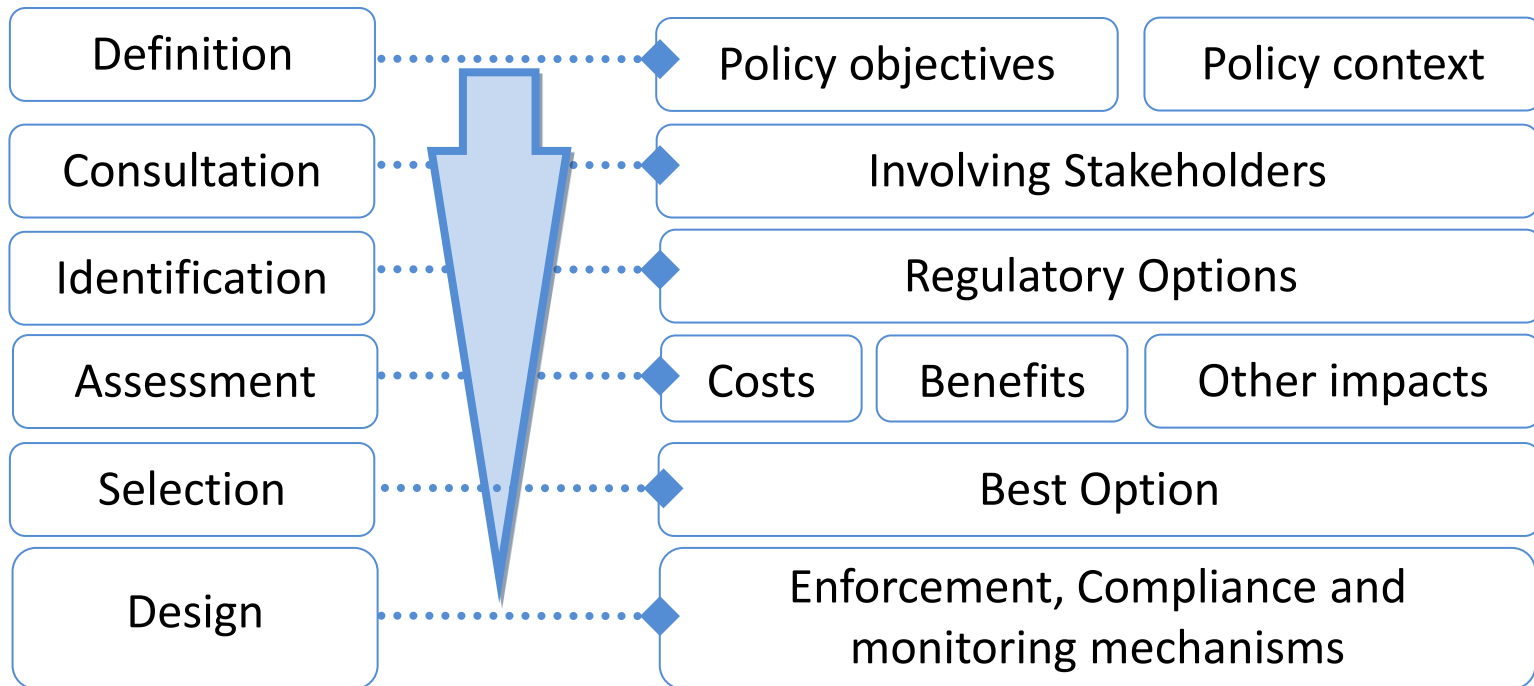 Definition
Policy objectives
Policy context
Consultation
Involving Stakeholders
Identification
Regulatory Options
Assessment
Costs
Benefits
Other impacts
Selection
Best Option
Design
Enforcement, Compliance and
monitoring mechanisms